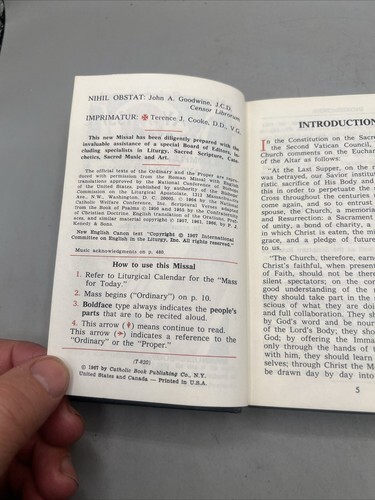 NIHIL OBSTAT: John A. Goodwine, J.C.D.
Censor Librorum
IMPRIMATUR: ✠ Terence J. Cooke, D.D., V.G.
This new Missal has been diligently prepared with the
invaluable assistance of a special Board of Editors, in-
cluding specialists in Liturgy, Sacred Scripture, Cate-
chetics, Sacred Music and Art.
The official texts of the Ordinary and the Proper are repro-
duced with permission from the Roman Missal with English
translations approved by the National Conference of Bishops
of the United States, published by authority of the Bishops'
Commission on the Liturgical Apostolate, 1312 Massachusetts
Ave., N.W., Washington, D. C. 20005. © 1964 by the National
Catholic Welfare Conference, Inc. Scriptural Verses adapted
from the Book of Psalms © 1950 and 1955 by the Confraternity
of Christian Doctrine. English translation of the Orations, Pref.
aces, and similar material copyright © 1957, 1961, 1966, by P. J.
Kenedy & Sons.
New English Canon text "Copyright © 1967 International
Committee on English in the Liturgy, Inc. All rights reserved."
Music acknowledgments on p. 480.
How to use this Missal
1. Refer to Liturgical Calendar for the "Mass
for Today."
2. Mass begins ("Ordinary") on p. 10.
3. Boldface type always indicates the people's
parts that are to be recited aloud.
4. This arrow (↓) means continue to read.
This arrow (➔) indicates a reference to the
"Ordinary" or the "Proper."
(T-820)
© 1967 by Catholic Book Publishing Co., N.Y.
United States and Canada — Printed in U.S.A.
INTRODUCTION
In the Constitution on the Sacred
the Second Vatican Council,
Church comments on the Euchar
of the Altar as follows:
"At the Last Supper, on the n
was betrayed, our Savior institut
ristic sacrifice of His Body and
this in order to perpetuate the s
Cross throughout the centuries
come again, and so to entrust
spouse, the Church, a memoria
and Resurrection: a Sacrament
of unity, a bond of charity, a
in which Christ is eaten, the mi
grace, and a pledge of future
to us.
"The Church, therefore, earne
Christ's faithful, when present
of Faith, should not be there
silent spectators; on the con
good understanding of the r
they should take part in the
scious of what they are doi
and full collaboration. They sh
by God's word and be nour
of the Lord's Body; they should
God; by offering the Imma
only through the hands of t
with him, they should learn
selves; through Christ the M
be drawn day by day into
5